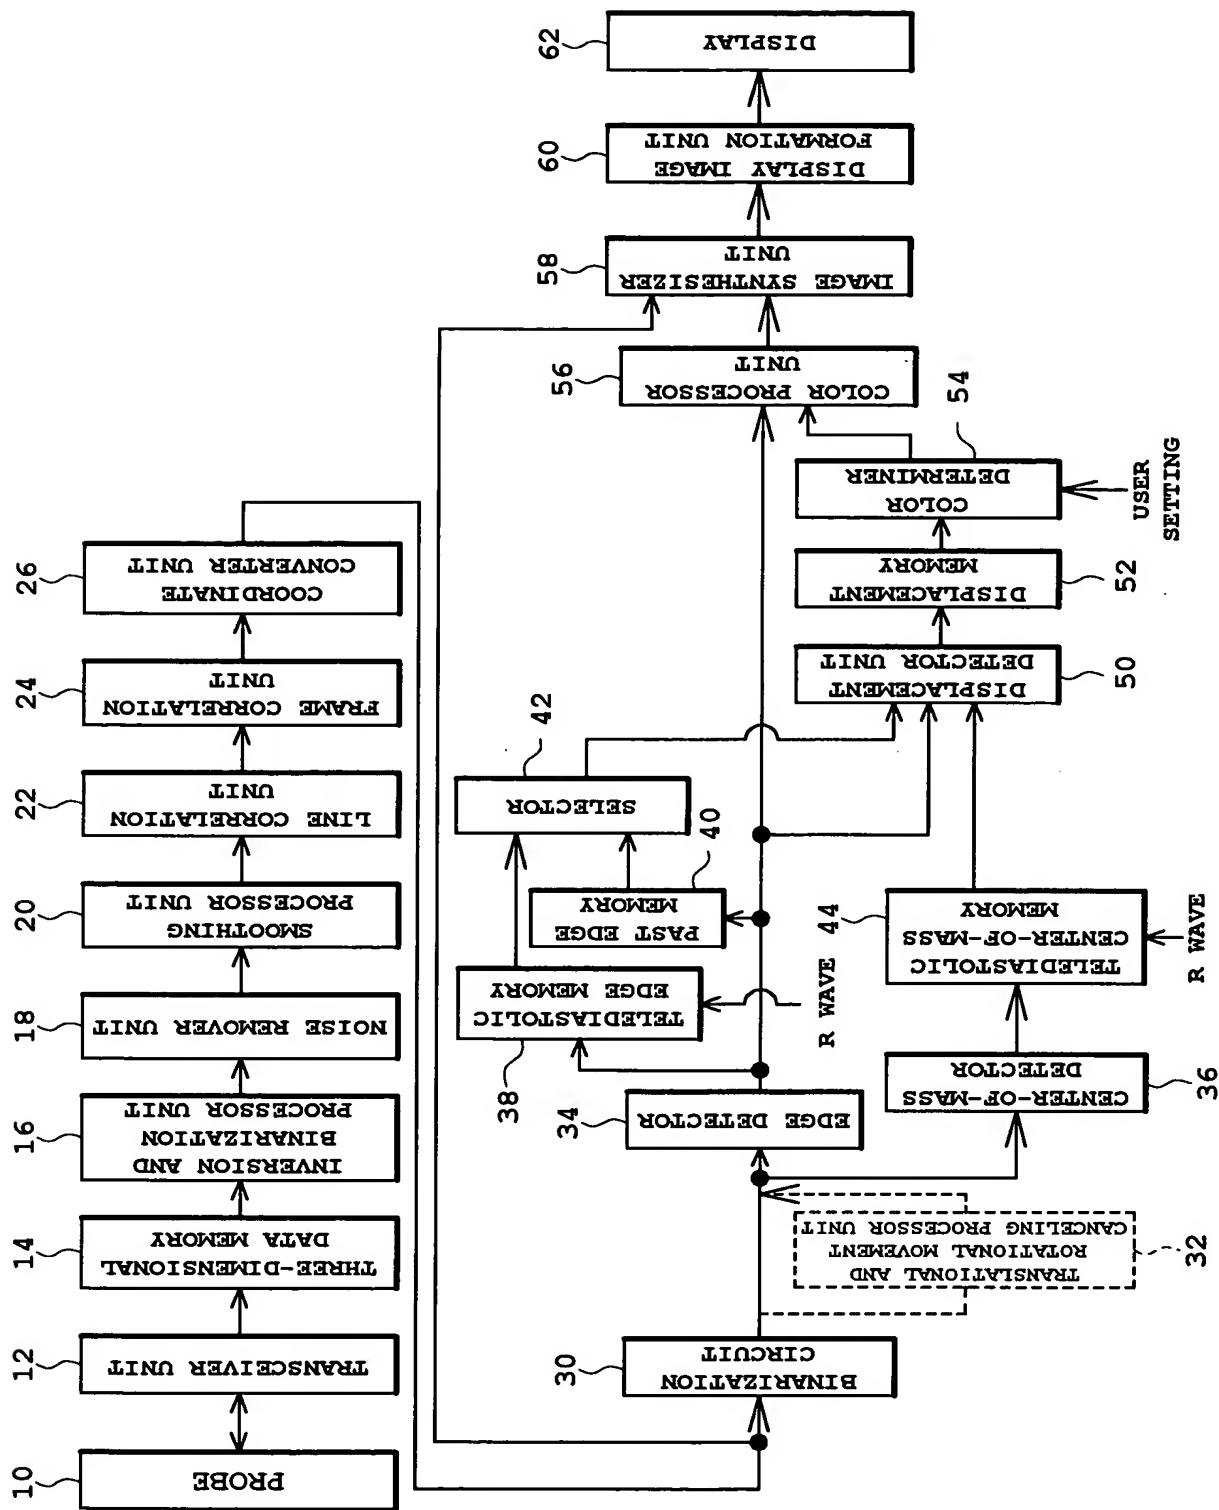 10
PROBE
12
TRANSCEIVER UNIT
14
THREE-DIMENSIONAL
DATA MEMORY
16
INVERSION AND
BINARIZATION
PROCESSOR UNIT
18
NOISE REMOVER UNIT
20
SMOOTHING
PROCESSOR UNIT
22
LINE CORRELATION
UNIT
24
FRAME CORRELATION
UNIT
26
COORDINATE
CONVERTER UNIT
30
BINARIZATION
CIRCUIT
32
TRANSLATIONAL AND
ROTATIONAL MOVEMENT
CANCELING PROCESSOR UNIT
34
EDGE DETECTOR
36
CENTER-OF-MASS
DETECTOR
38
TELEDIASTOLIC
EDGE MEMORY
R WAVE
40
PAST EDGE
MEMORY
42
SELECTOR
44
TELEDIASTOLIC
CENTER-OF-MASS
MEMORY
R WAVE
50
DISPLACEMENT
DETECTOR UNIT
52
DISPLACEMENT
MEMORY
54
COLOR
DETERMINER
USER
SETTING
56
COLOR PROCESSOR
UNIT
58
IMAGE SYNTHESIZER
UNIT
60
DISPLAY IMAGE
FORMATION UNIT
62
DISPLAY